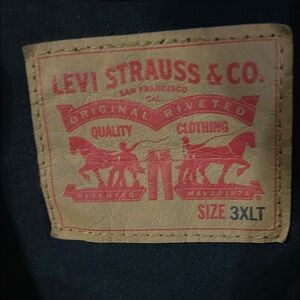 LEVI STRAUSS & CO.
SAN FRANCISCO
CAL.
ORIGINAL RIVETED
QUALITY CLOTHING
PATENTED MAY 20 1873
SIZE 3XLT